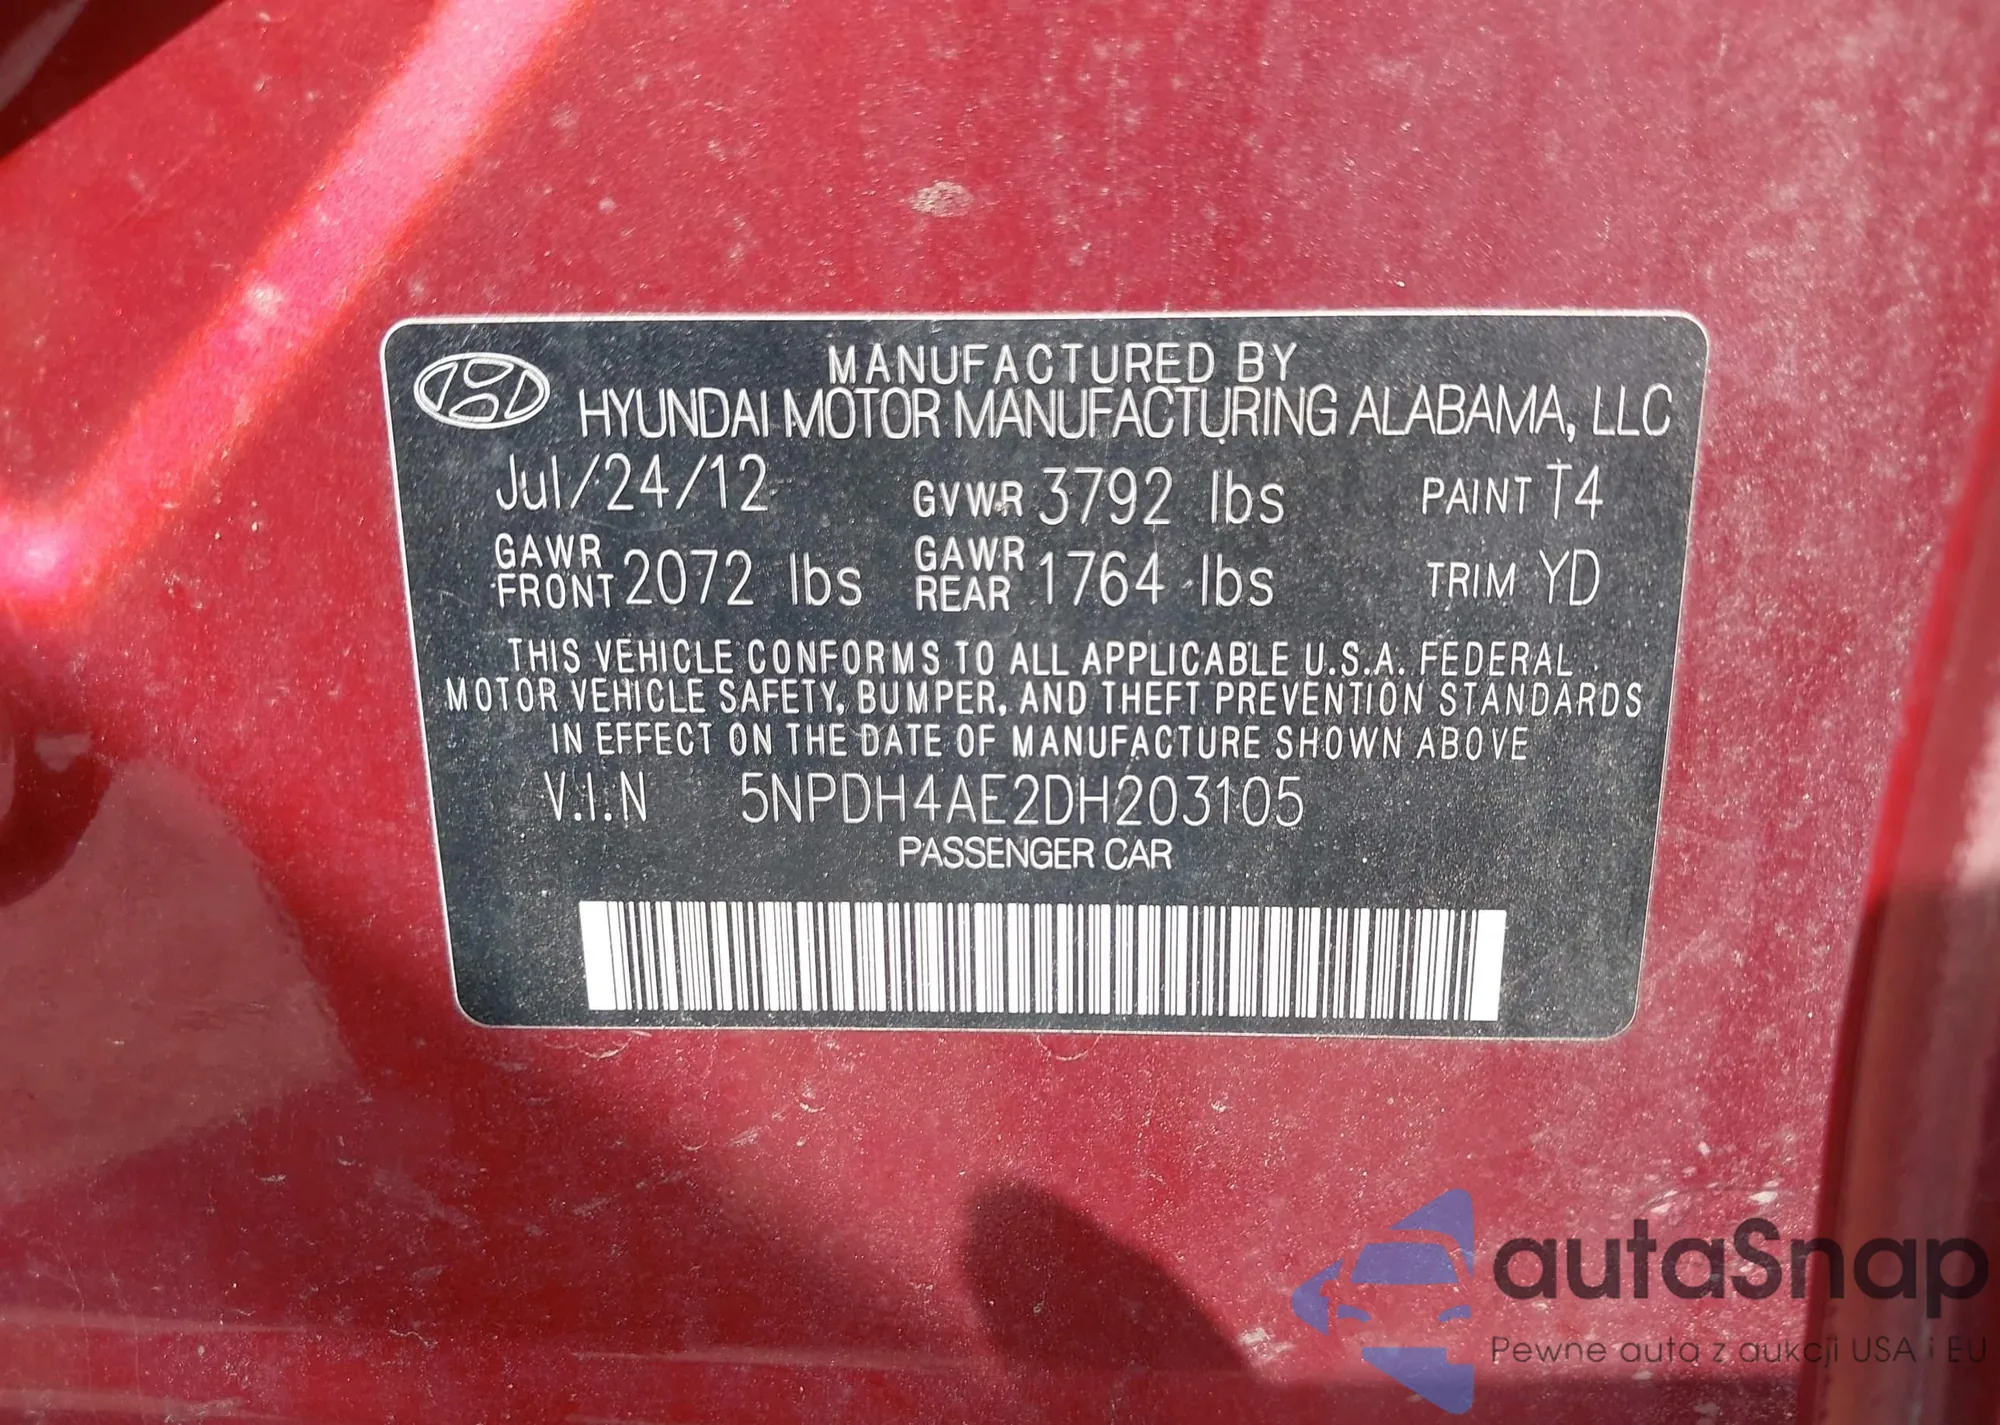 MANUFACTURED BY
HYUNDAI MOTOR MANUFACTURING ALABAMA, LLC
Jul/24/12 GVWR 3792 lbs PAINT T4
GAWR FRONT 2072 lbs GAWR REAR 1764 lbs TRIM YD
THIS VEHICLE CONFORMS TO ALL APPLICABLE U.S.A. FEDERAL
MOTOR VEHICLE SAFETY, BUMPER, AND THEFT PREVENTION STANDARDS
IN EFFECT ON THE DATE OF MANUFACTURE SHOWN ABOVE
V.I.N 5NPDH4AE2DH203105
PASSENGER CAR
autaSnap
Pewne auta z aukcji USA i EU